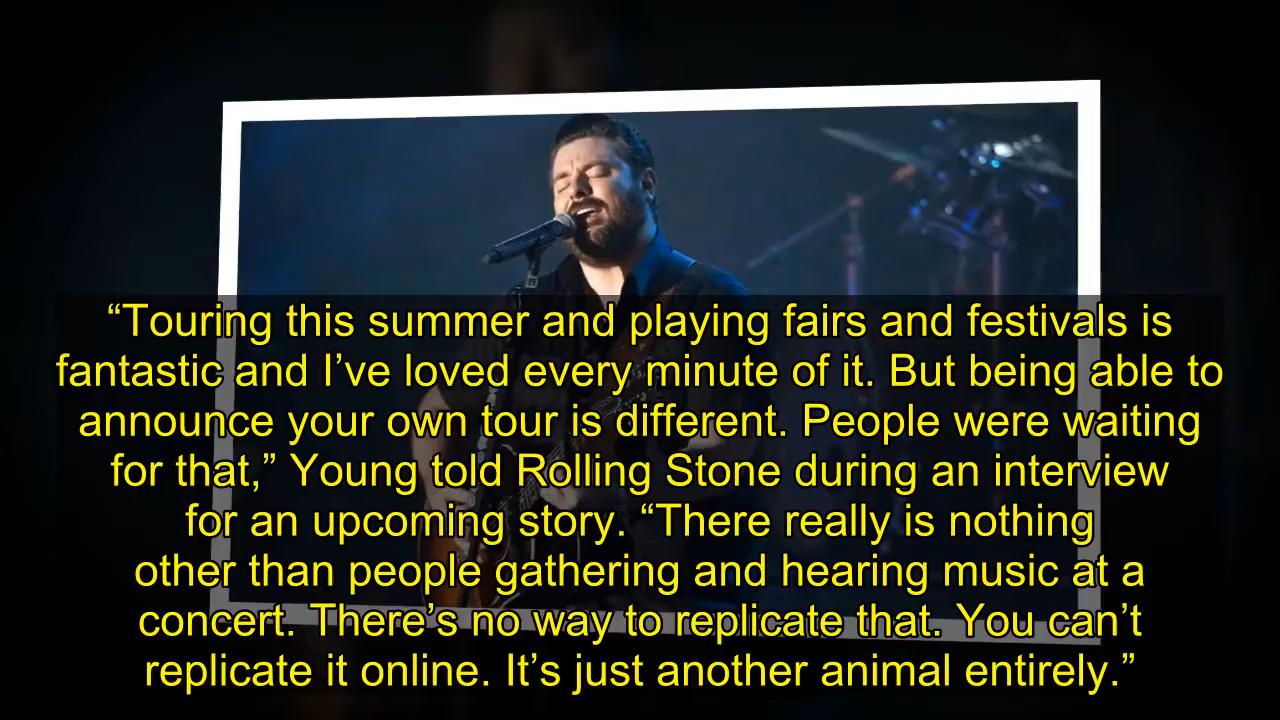 “Touring this summer and playing fairs and festivals is
fantastic and I’ve loved every minute of it. But being able to
announce your own tour is different. People were waiting
for that,” Young told Rolling Stone during an interview
for an upcoming story. “There really is nothing
other than people gathering and hearing music at a
concert. There’s no way to replicate that. You can’t
replicate it online. It’s just another animal entirely.”